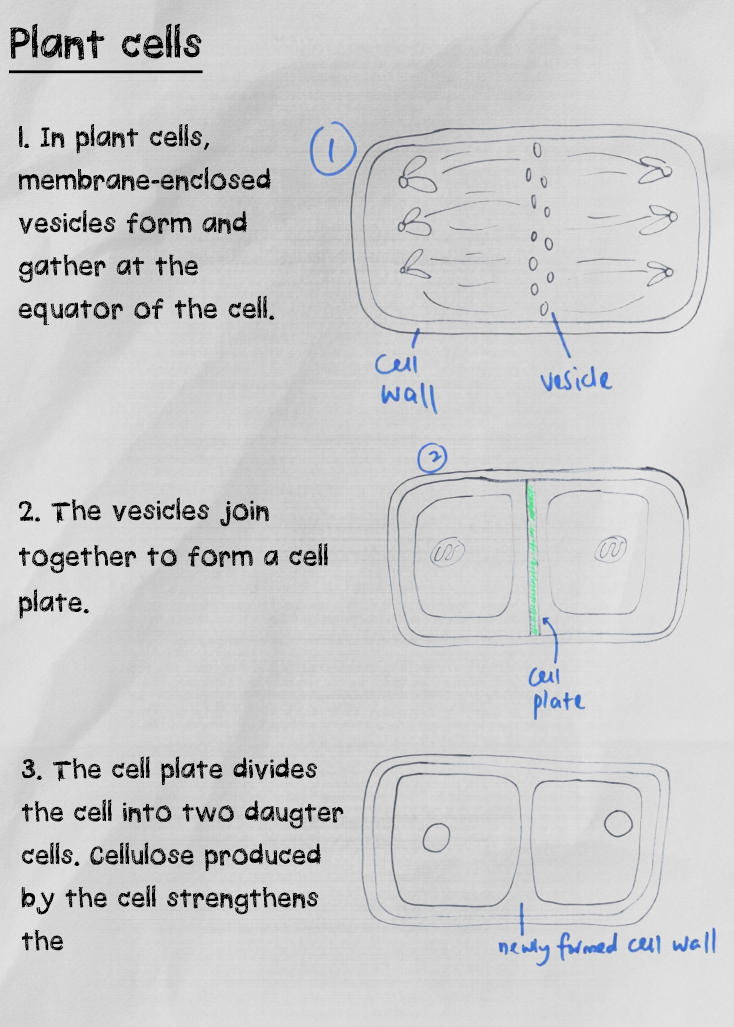 Plant cells
1. In plant cells,
membrane-enclosed
vesicles form and
gather at the
equator of the cell.
1
cell
wall
vesicle
2. The vesicles join
together to form a cell
plate.
2
cell
plate
3. The cell plate divides
the cell into two daugter
cells. Cellulose produced
by the cell strengthens
the
newly formed cell wall